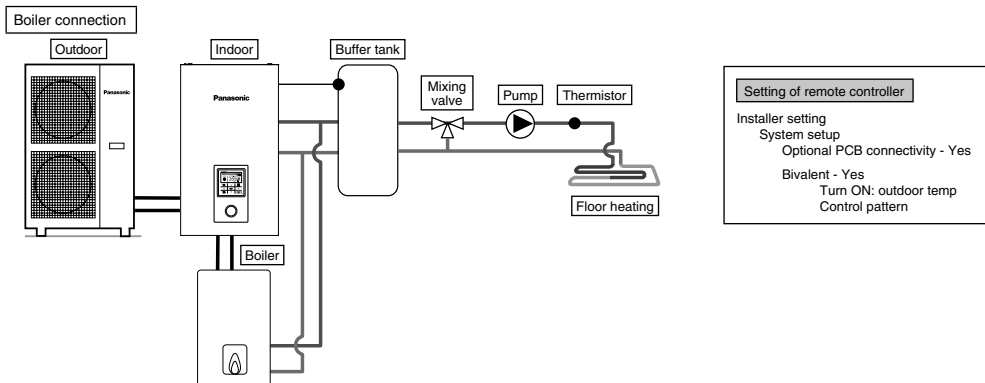 Boiler connection
Outdoor
Indoor
Buffer tank
Mixing
valve
Pump
Thermistor
Panasonic
Panasonic
Floor heating
Boiler
Setting of remote controller
Installer setting
System setup
Optional PCB connectivity - Yes
Bivalent - Yes
Turn ON: outdoor temp
Control pattern